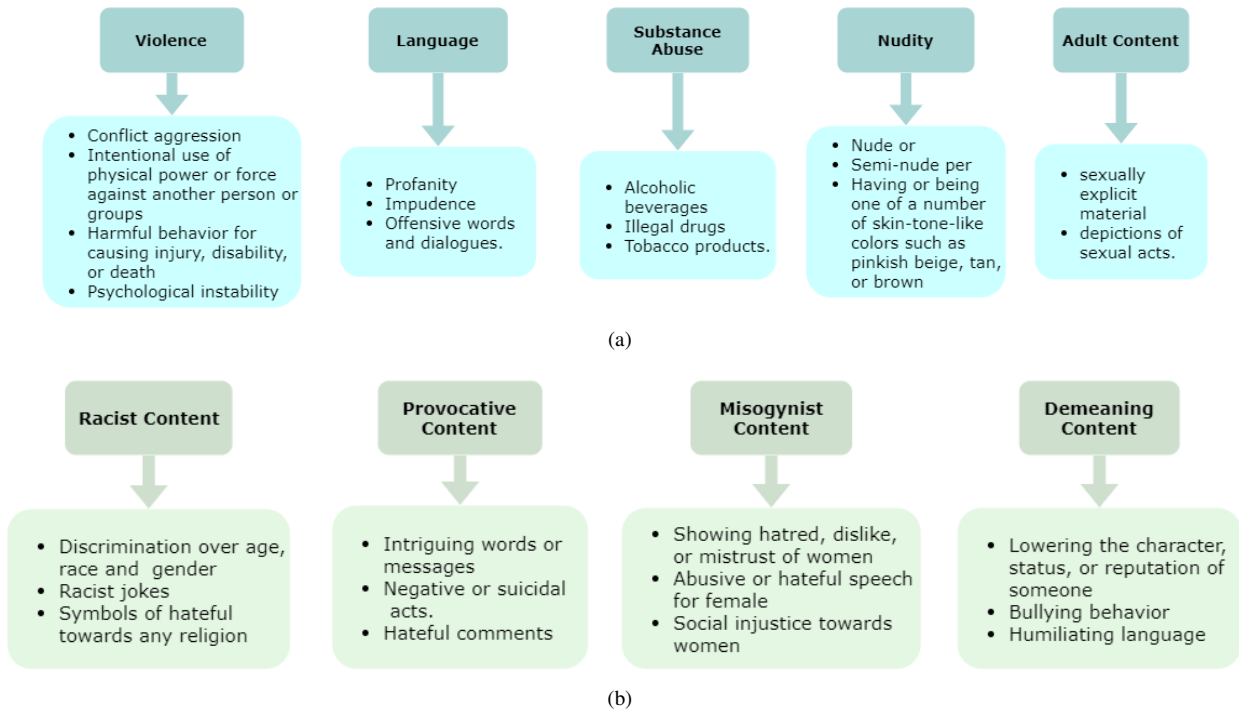 Violence
Language
Substance
Abuse
Nudity
Adult Content
• Conflict aggression
• Intentional use of
physical power or force
against another person or
groups
• Harmful behavior for
causing injury, disability,
or death
• Psychological instability
• Profanity
• Impudence
• Offensive words
and dialogues.
• Alcoholic
beverages
• Illegal drugs
• Tobacco products.
• Nude or
• Semi-nude per
• Having or being
one of a number
of skin-tone-like
colors such as
pinkish beige, tan,
or brown
• sexually
explicit
material
• depictions of
sexual acts.
(a)
Racist Content
Provocative
Content
Misogynist
Content
Demeaning
Content
• Discrimination over age,
race and gender
• Racist jokes
• Symbols of hateful
towards any religion
• Intriguing words or
messages
• Negative or suicidal
acts.
• Hateful comments
• Showing hatred, dislike,
or mistrust of women
• Abusive or hateful speech
for female
• Social injustice towards
women
• Lowering the character,
status, or reputation of
someone
• Bullying behavior
• Humiliating language
(b)